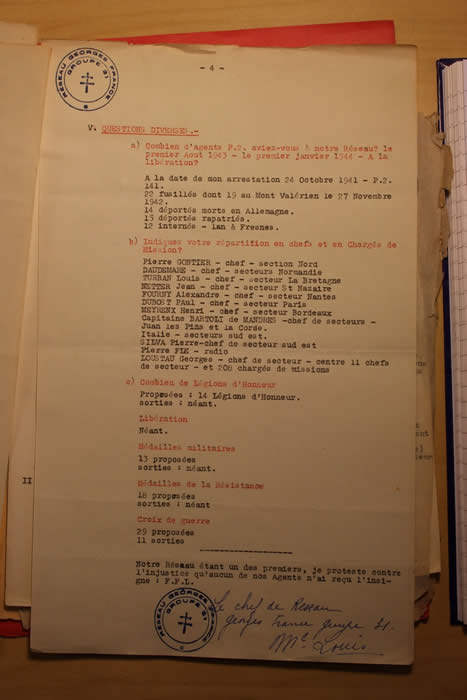 RÉSEAU GEORGES FRANCE
GROUPE 31
- 4 -
V. QUESTIONS DIVERSES.-
a) Combien d'Agents P.2. aviez-vous à notre Réseau? le
premier Aout 1943 - le premier janvier 1944 - A la
libération?
A la date de mon arrestation 24 Octobre 1941 - P.2.
141.
22 fusillés dont 19 au Mont Valérien le 27 Novembre
1942.
14 déportés morts en Allemagne.
15 déportés rapatriés.
12 internés - 1an à Fresnes.
b) Indiquez votre répartition en chefs et en Chargés de
Mission?
Pierre GONTIER - chef - section Nord
DAUDEMARE - chef - secteurs Normandie
TURBAN Louis - chef - secteur La Bretagne
NETTER Jean - chef - secteur St Nazaire
FOURNY Alexandre - chef - secteur Nantes
DUBOST Paul - chef - secteur Paris
MEYRENX Henri - chef - secteur Bordeaux
Capitaine BARTOLI de MANDRES -chef de secteurs -
Juan les Pins et la Corde.
Italie - secteurs sud est.
SILVA Pierre-chef de secteur sud est
Pierre FLE - radio
LOUSTAU Georges - chef de secteur - centre 11 chefs
de secteur - et 208 chargés de missions
c) Combien de Légions d'Honneur
Proposées : 14 Légions d'Honneur.
sorties : néant.
Libération
Néant.
Médailles militaires
13 proposées
sorties : néant.
Médailles de la Résistance
18 proposées
sorties : néant
Croix de guerre
29 proposées
11 sorties
Notre Réseau étant un des premiers, je proteste contre
l'injustice qu'aucun de nos Agents n'ai reçu l'insi-
gne : F.F.L.
RÉSEAU GEORGES FRANCE
GROUPE 31
Le chef de Réseau
Georges France groupe 31.
Mc Louis
II